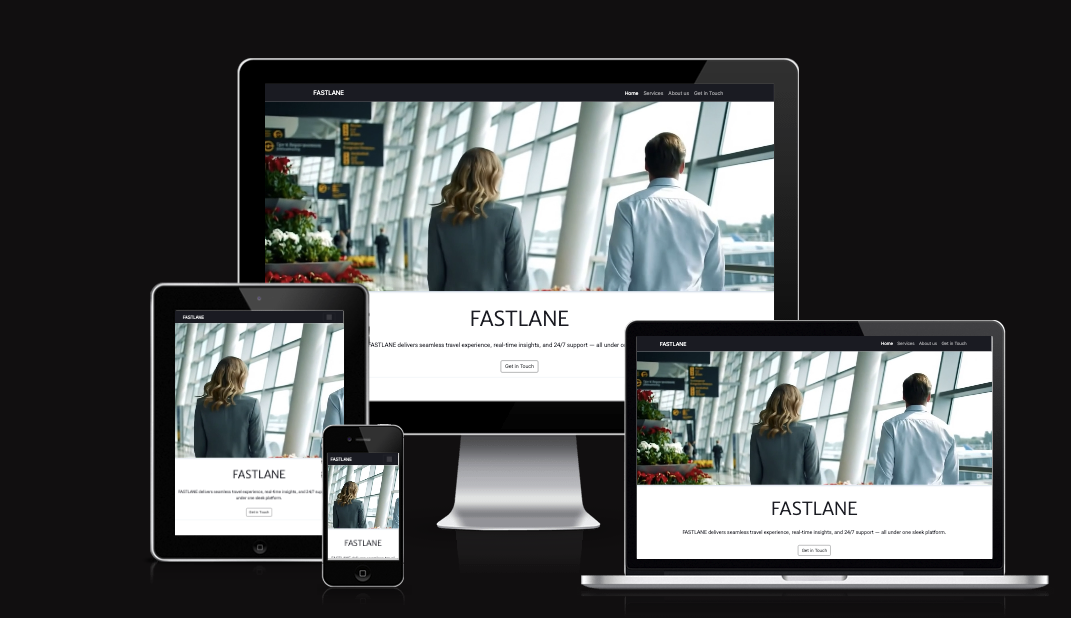 FASTLANE
Home Services About us Get in Touch
FASTLANE
FASTLANE delivers seamless travel experience, real-time insights, and 24/7 support — all under
Get in Touch
FASTLANE
FASTLANE
FASTLANE delivers seamless travel experience, real-time insights, and 24/7
under one sleek platform.
Get in Touch
FASTLANE
FASTLANE
FASTLANE
Home Services About us Get in Touch
FASTLANE
FASTLANE delivers seamless travel experience, real-time insights, and 24/7 support — all under one sleek platform.
Get in Touch